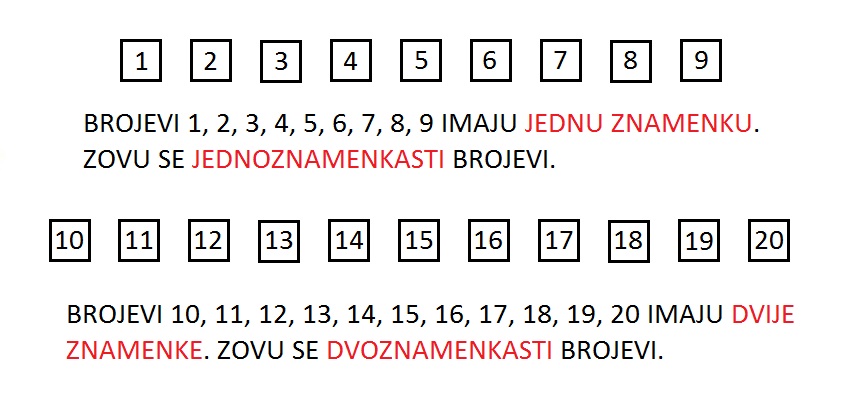 1 2 3 4 5 6 7 8 9
BROJEVI 1, 2, 3, 4, 5, 6, 7, 8, 9 IMAJU JEDNU ZNAMENKU.
ZOVU SE JEDNOZNAMENKASTI BROJEVI.
10 11 12 13 14 15 16 17 18 19 20
BROJEVI 10, 11, 12, 13, 14, 15, 16, 17, 18, 19, 20 IMAJU DVIJE
ZNAMENKE. ZOVU SE DVOZNAMENKASTI BROJEVI.